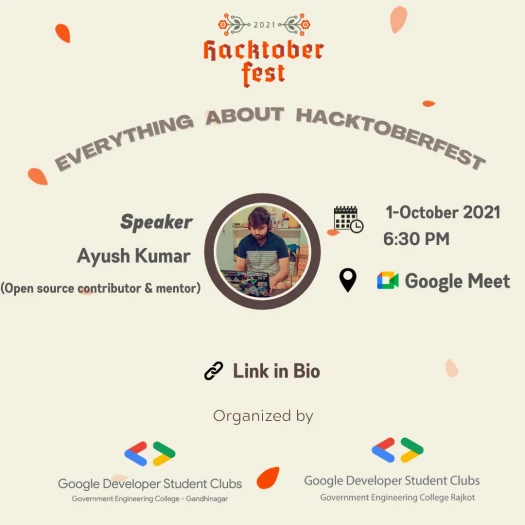 2021
Hacktober
fest
EVERYTHING ABOUT HACKTOBERFEST
Speaker
Ayush Kumar
(Open source contributor & mentor)
1-October 2021
6:30 PM
Google Meet
Link in Bio
Organized by
Google Developer Student Clubs
Government Engineering College - Gandhinagar
Google Developer Student Clubs
Government Engineering College Rajkot